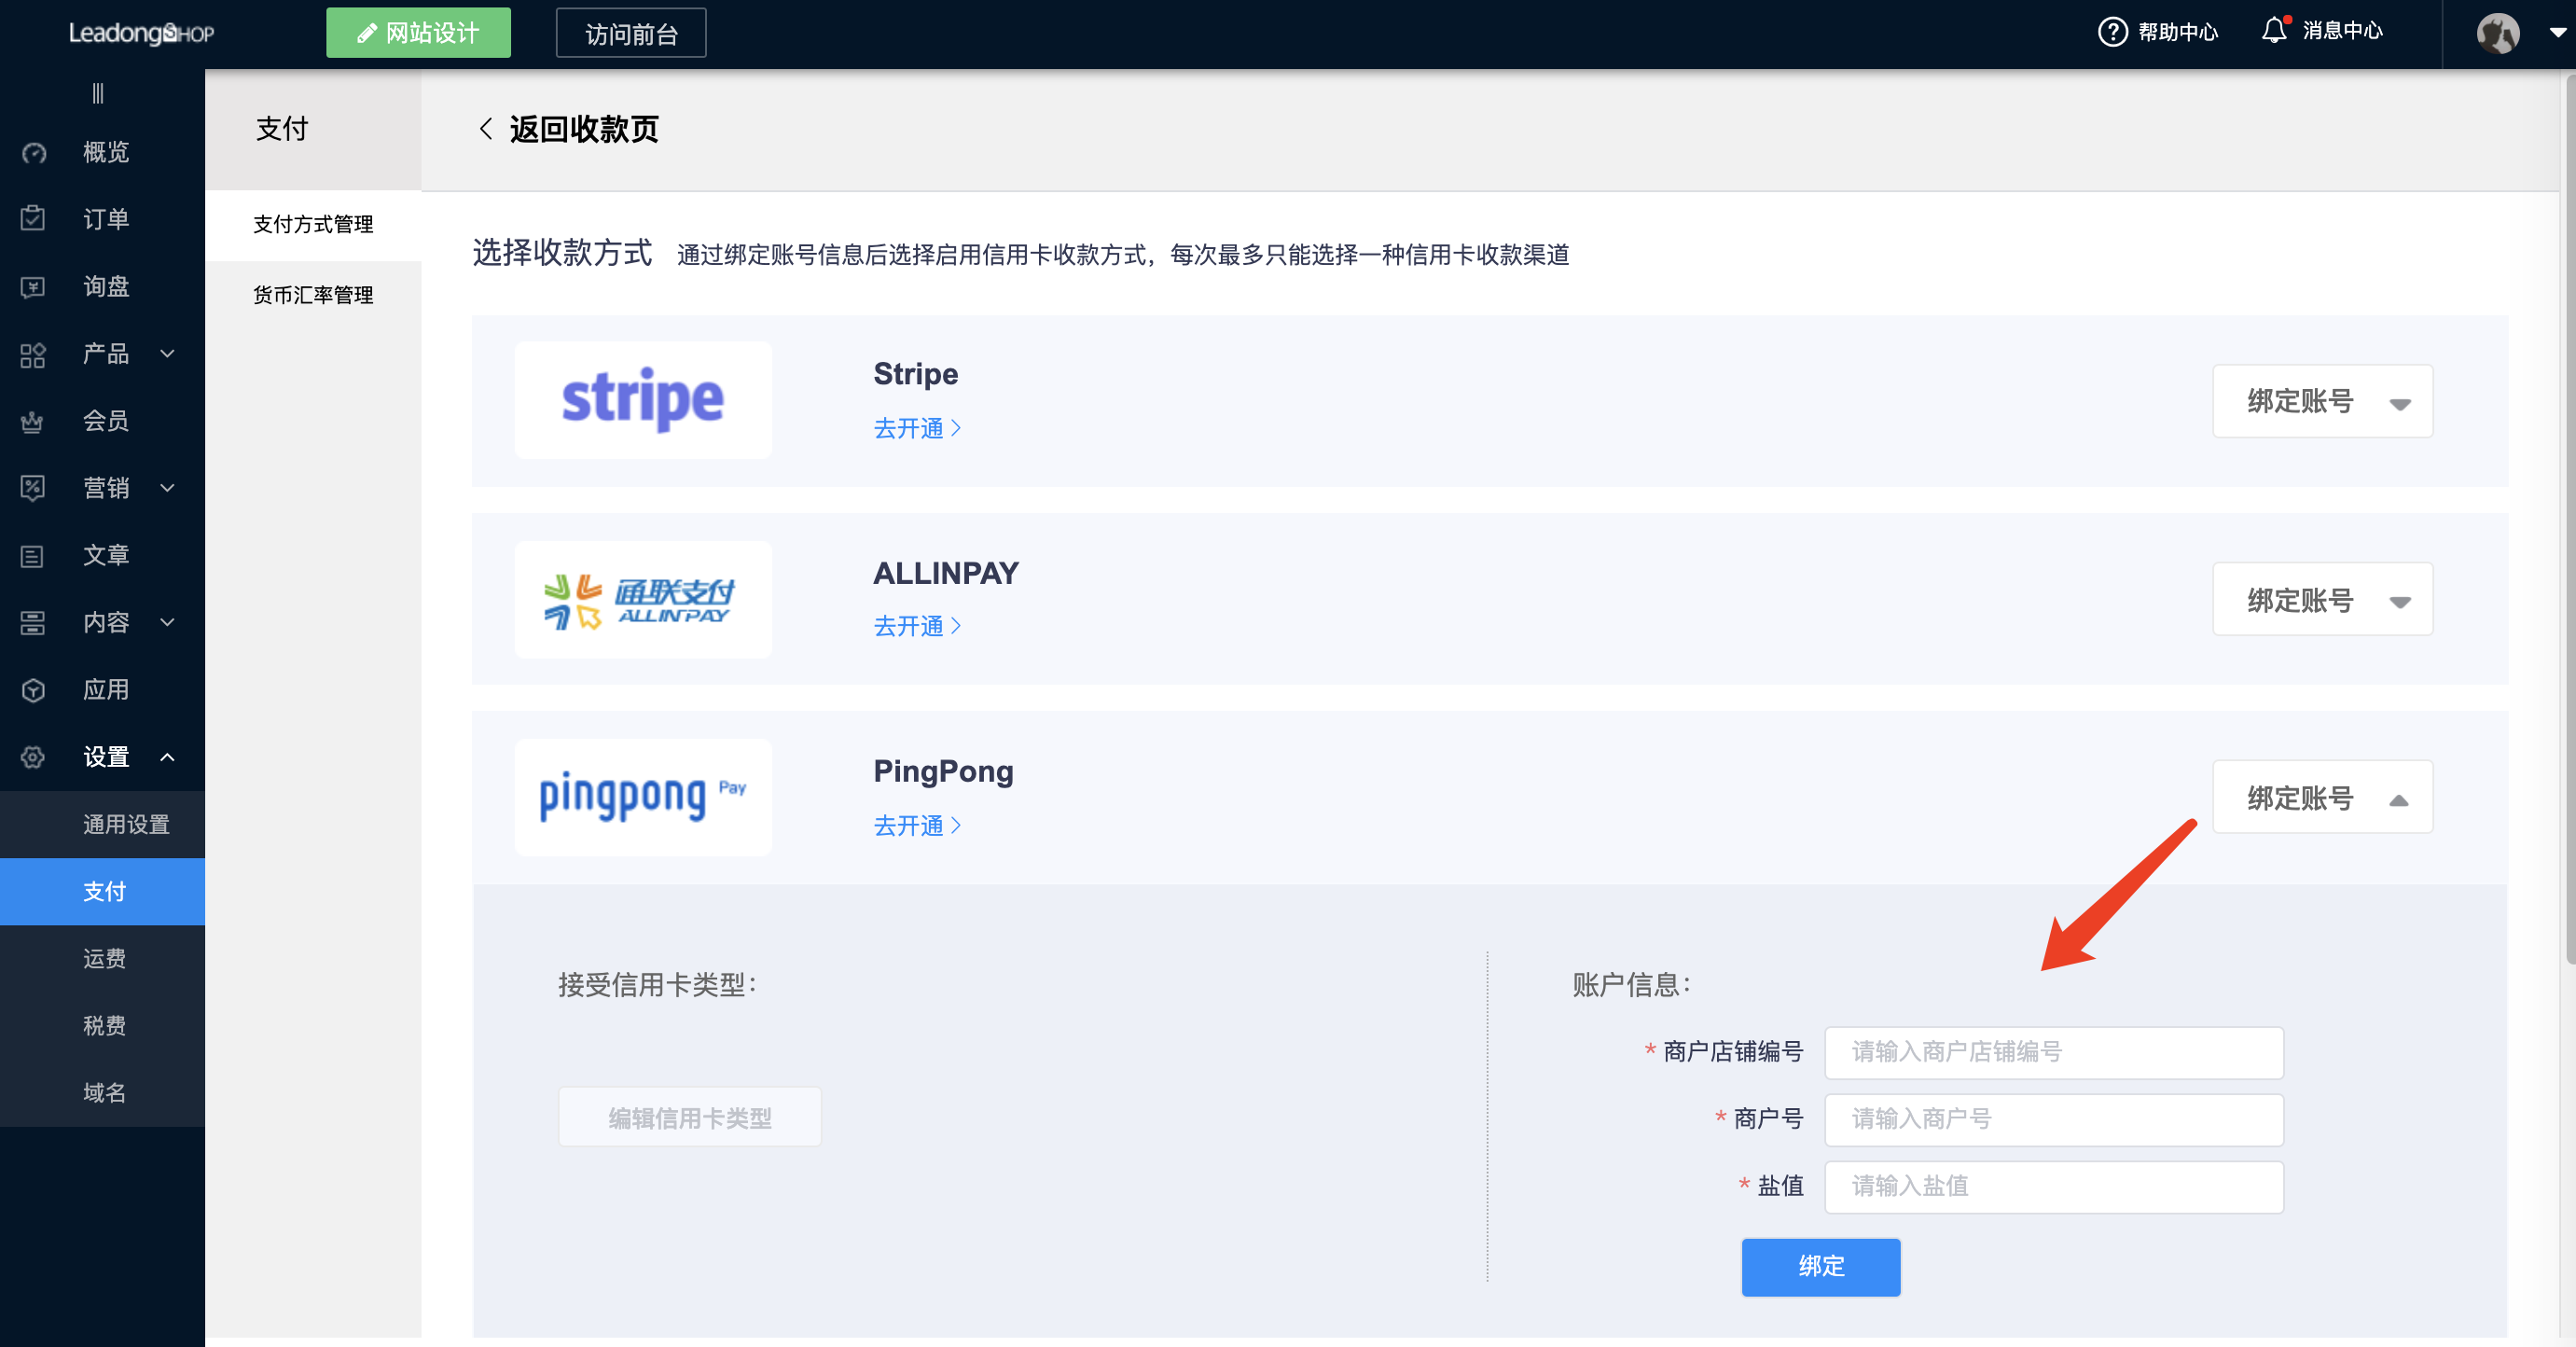 LeadongSHOP
网站设计
访问前台
帮助中心
消息中心
概览
订单
询盘
产品
会员
营销
文章
内容
应用
设置
通用设置
支付
运费
税费
域名
支付
支付方式管理
货币汇率管理
返回收款页
选择收款方式 通过绑定账号信息后选择启用信用卡收款方式，每次最多只能选择一种信用卡收款渠道
stripe
Stripe
去开通
绑定账号
通联支付
ALLINPAY
ALLINPAY
去开通
绑定账号
pingpong Pay
PingPong
去开通
绑定账号
接受信用卡类型：
编辑信用卡类型
账户信息：
* 商户店铺编号 请输入商户店铺编号
* 商户号 请输入商户号
* 盐值 请输入盐值
绑定